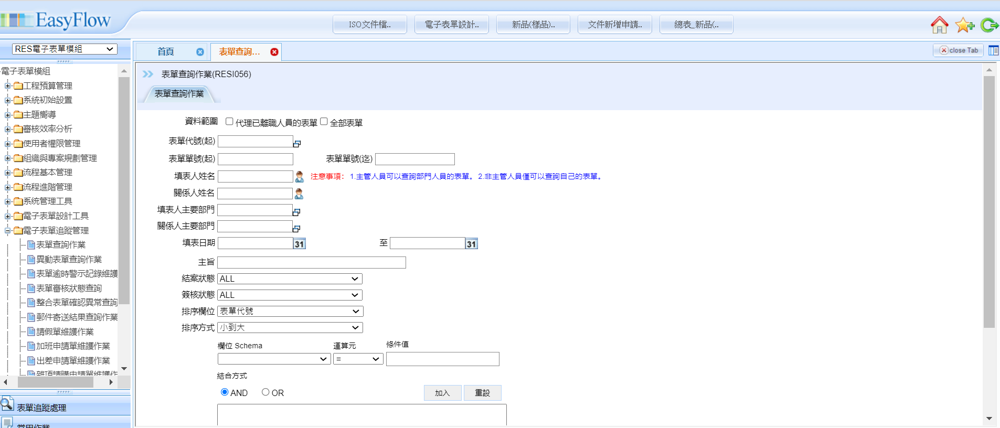 EasyFlow
ISO文件檔..
電子表單設計..
新品(樣品)..
文件新增申請..
總表_新品(..
RES電子表單模組
首頁
表單查詢...
close Tab
電子表單模組
工程預算管理
系統初始設置
主題嚮導
審核效率分析
使用者權限管理
組織與專案規劃管理
流程基本管理
流程進階管理
系統管理工具
電子表單設計工具
電子表單追蹤管理
表單查詢作業
異動表單查詢作業
表單逾時警示記錄維護
表單審核狀態查詢
整合表單確認異常查詢
郵件寄送結果查詢作業
請假單維護作業
加班申請單維護作業
出差申請單維護作業
雜項請購申請單維護作
表單追蹤處理
常用作業
表單查詢作業(RESI056)
表單查詢作業
資料範圍 代理已離職人員的表單 全部表單
表單代號(起)
表單單號(起) 表單單號(迄)
填表人姓名 注意事項： 1.主管人員可以查詢部門人員的表單。 2.非主管人員僅可以查詢自己的表單。
關係人姓名
填表人主要部門
關係人主要部門
填表日期 31 至 31
主旨
結案狀態 ALL
簽核狀態 ALL
排序欄位 表單代號
排序方式 小到大
欄位 Schema 運算元 條件值
=
結合方式
AND OR 加入 重設